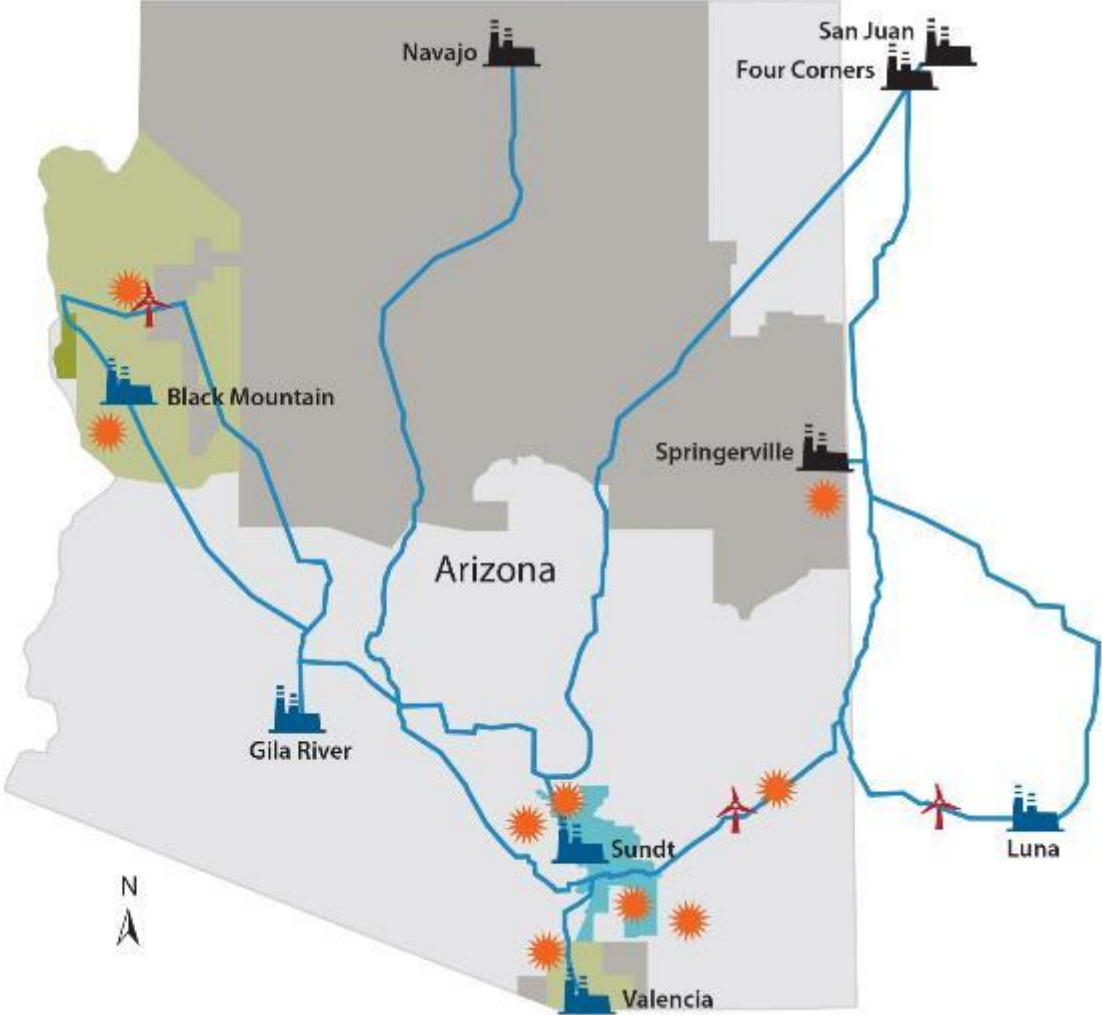 Navajo
San Juan
Four Corners
Black Mountain
Springerville
Arizona
Gila River
Sundt
Luna
N
Valencia